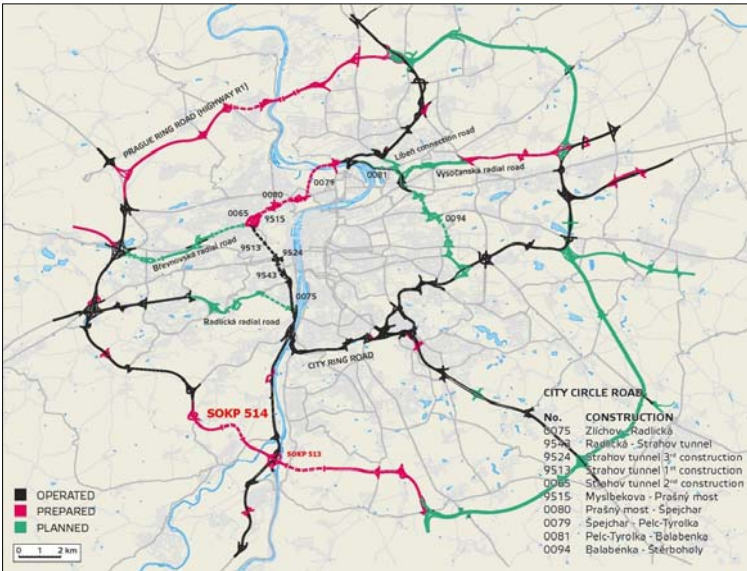 PRAGUE RING ROAD (HIGHWAY R1)
Libeň connection road
Vysočanská radial road
0079
0081
0080
0065
9515
0094
Břevnovská radial road
9513
9524
9543
0075
Radlická radial road
CITY RING ROAD
SOKP 514
SOKP 513
CITY CIRCLE ROAD
No. CONSTRUCTION
0075 Zlíchov - Radlická
9543 Radlická - Strahov tunnel
9524 Strahov tunnel 3rd construction
9513 Strahov tunnel 1st construction
0065 Strahov tunnel 2nd construction
9515 Myslbekova - Prašný most
0080 Prašný most - Špejchar
0079 Špejchar - Pelc-Tyrolka
0081 Pelc-Tyrolka - Balabenka
0094 Balabenka - Štěrboholy
OPERATED
PREPARED
PLANNED
0 1 2 km